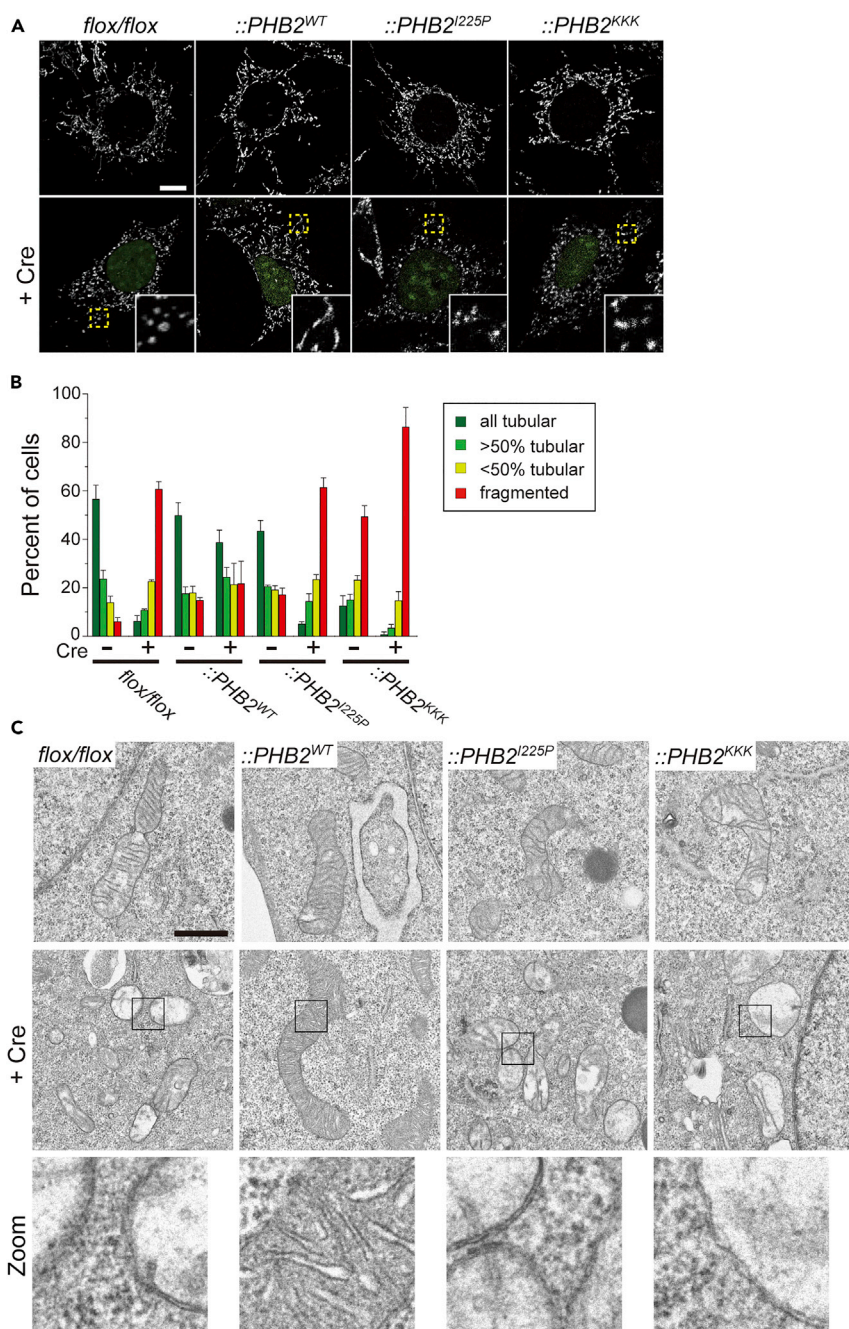 A
flox/flox ::PHB2WT ::PHB2I225P ::PHB2KKK
+ Cre
B
Percent of cells
100
80
60
40
20
0
all tubular
>50% tubular
<50% tubular
fragmented
Cre - + - + - + - +
flox/flox ::PHB2WT ::PHB2I225P ::PHB2KKK
C
flox/flox ::PHB2WT ::PHB2I225P ::PHB2KKK
+ Cre
Zoom